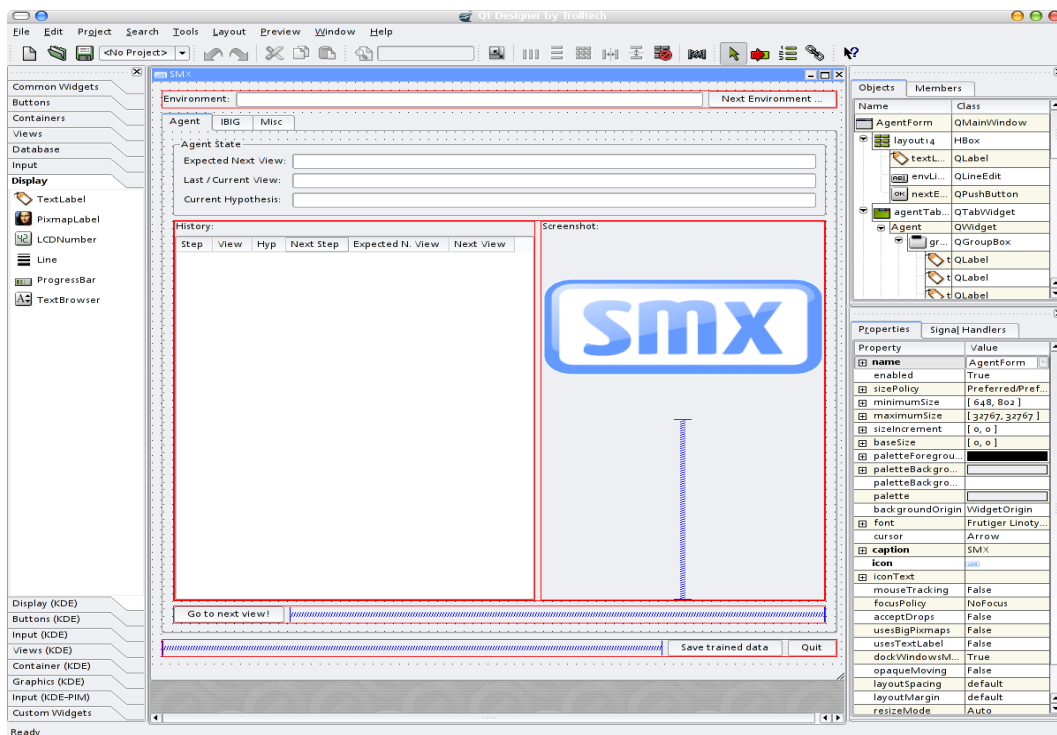 Qt Designer by Trolltech
File Edit Project Search Tools Layout Preview Window Help
<No Project>
Common Widgets
Buttons
Containers
Views
Database
Input
Display
TextLabel
PixmapLabel
42 LCDNumber
Line
ProgressBar
A TextBrowser
Display (KDE)
Buttons (KDE)
Input (KDE)
Views (KDE)
Container (KDE)
Graphics (KDE)
Input (KDE-PIM)
Custom Widgets
Ready
SMX
Environment: Next Environment ...
Agent IBIG Misc
Agent State
Expected Next View:
Last / Current View:
Current Hypothesis:
History:
Step View Hyp Next Step Expected N. View Next View
Screenshot:
smx
Go to next view!
Save trained data Quit
Objects Members
Name Class
AgentForm QMainWindow
layout14 HBox
textL... QLabel
envLi... QLineEdit
OK nextE... QPushButton
agentTab... QTabWidget
Agent QWidget
gr... QGroupBox
t QLabel
t QLabel
t QLabel
Properties Signal Handlers
Property Value
name AgentForm
enabled True
sizePolicy Preferred/Pref...
minimumSize [ 648, 802 ]
maximumSize [ 32767, 32767 ]
sizeIncrement [ 0, 0 ]
baseSize [ 0, 0 ]
paletteForegrou...
paletteBackgro...
paletteBackgro...
palette
backgroundOrigin WidgetOrigin
font Frutiger Linoty...
cursor Arrow
caption SMX
icon
iconText
mouseTracking False
focusPolicy NoFocus
acceptDrops False
usesBigPixmaps False
usesTextLabel False
dockWindowsM... True
opaqueMoving False
layoutSpacing default
layoutMargin default
resizeMode Auto